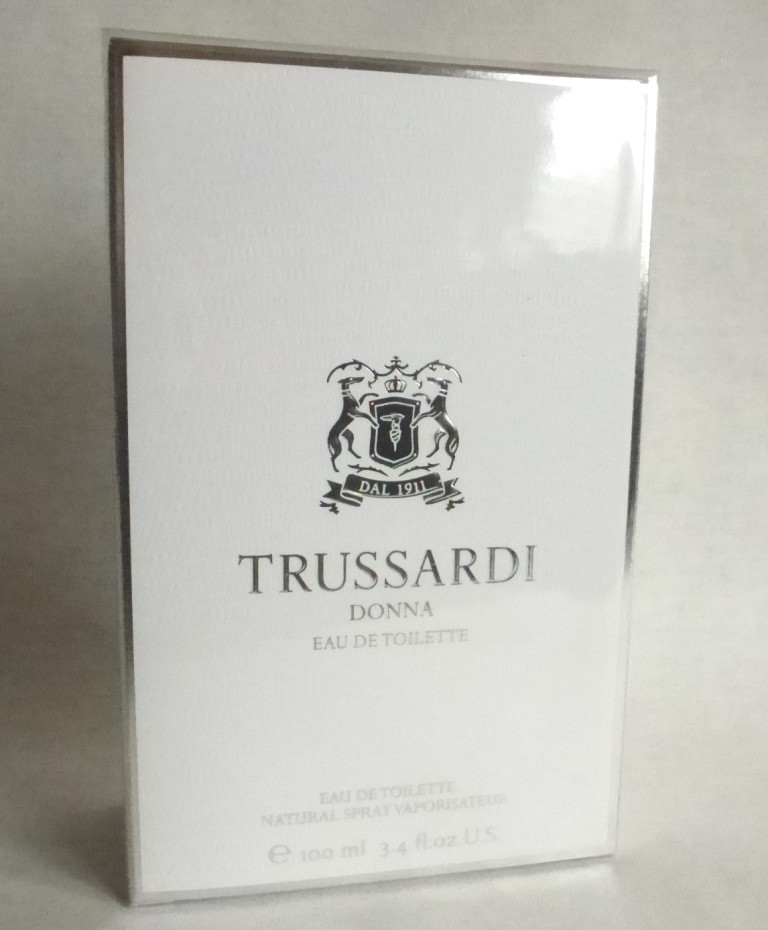 DAL 1911
TRUSSARDI
DONNA
EAU DE TOILETTE
EAU DE TOILETTE
NATURAL SPRAY VAPORISATEUR
℮ 100 ml 3.4 fl.oz.U.S.